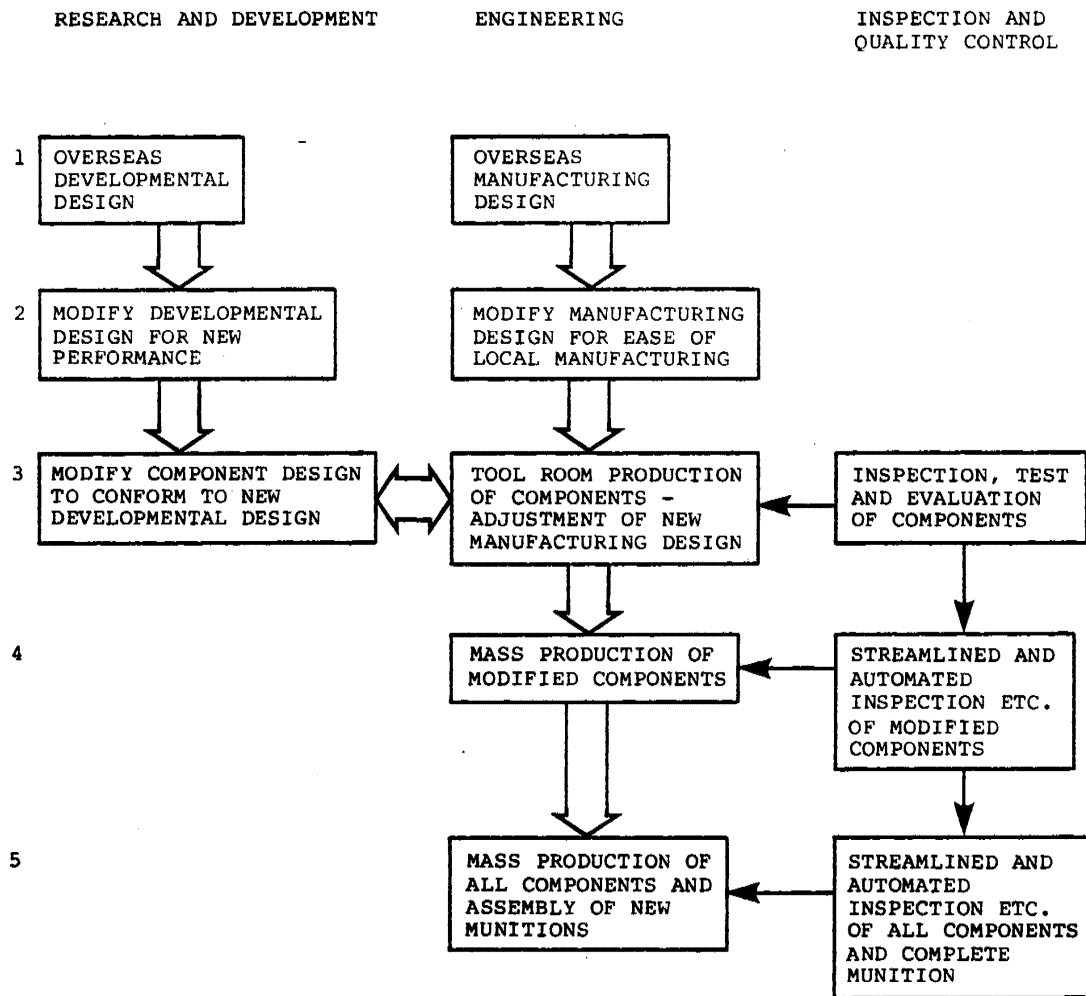 RESEARCH AND DEVELOPMENT
ENGINEERING
INSPECTION AND
QUALITY CONTROL
1
OVERSEAS
DEVELOPMENTAL
DESIGN
OVERSEAS
MANUFACTURING
DESIGN
2
MODIFY DEVELOPMENTAL
DESIGN FOR NEW
PERFORMANCE
MODIFY MANUFACTURING
DESIGN FOR EASE OF
LOCAL MANUFACTURING
3
MODIFY COMPONENT DESIGN
TO CONFORM TO NEW
DEVELOPMENTAL DESIGN
TOOL ROOM PRODUCTION
OF COMPONENTS -
ADJUSTMENT OF NEW
MANUFACTURING DESIGN
INSPECTION, TEST
AND EVALUATION
OF COMPONENTS
4
MASS PRODUCTION OF
MODIFIED COMPONENTS
STREAMLINED AND
AUTOMATED
INSPECTION ETC.
OF MODIFIED
COMPONENTS
5
MASS PRODUCTION OF
ALL COMPONENTS AND
ASSEMBLY OF NEW
MUNITIONS
STREAMLINED AND
AUTOMATED
INSPECTION ETC.
OF ALL COMPONENTS
AND COMPLETE
MUNITION